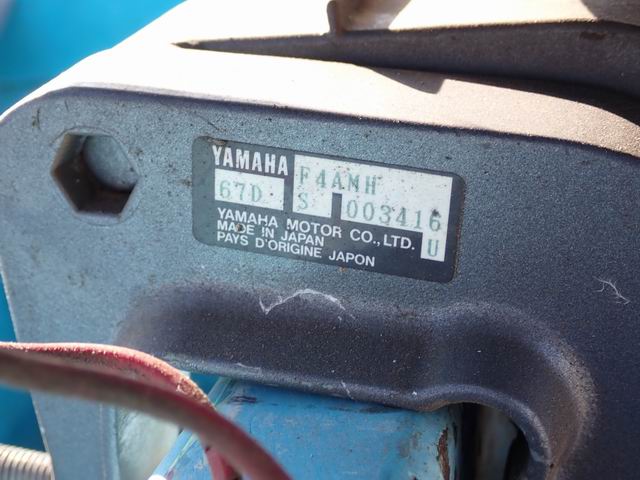 YAMAHA F4AMH
67D S 003416
YAMAHA MOTOR CO.,LTD. U
MADE IN JAPAN
PAYS D'ORIGINE JAPON